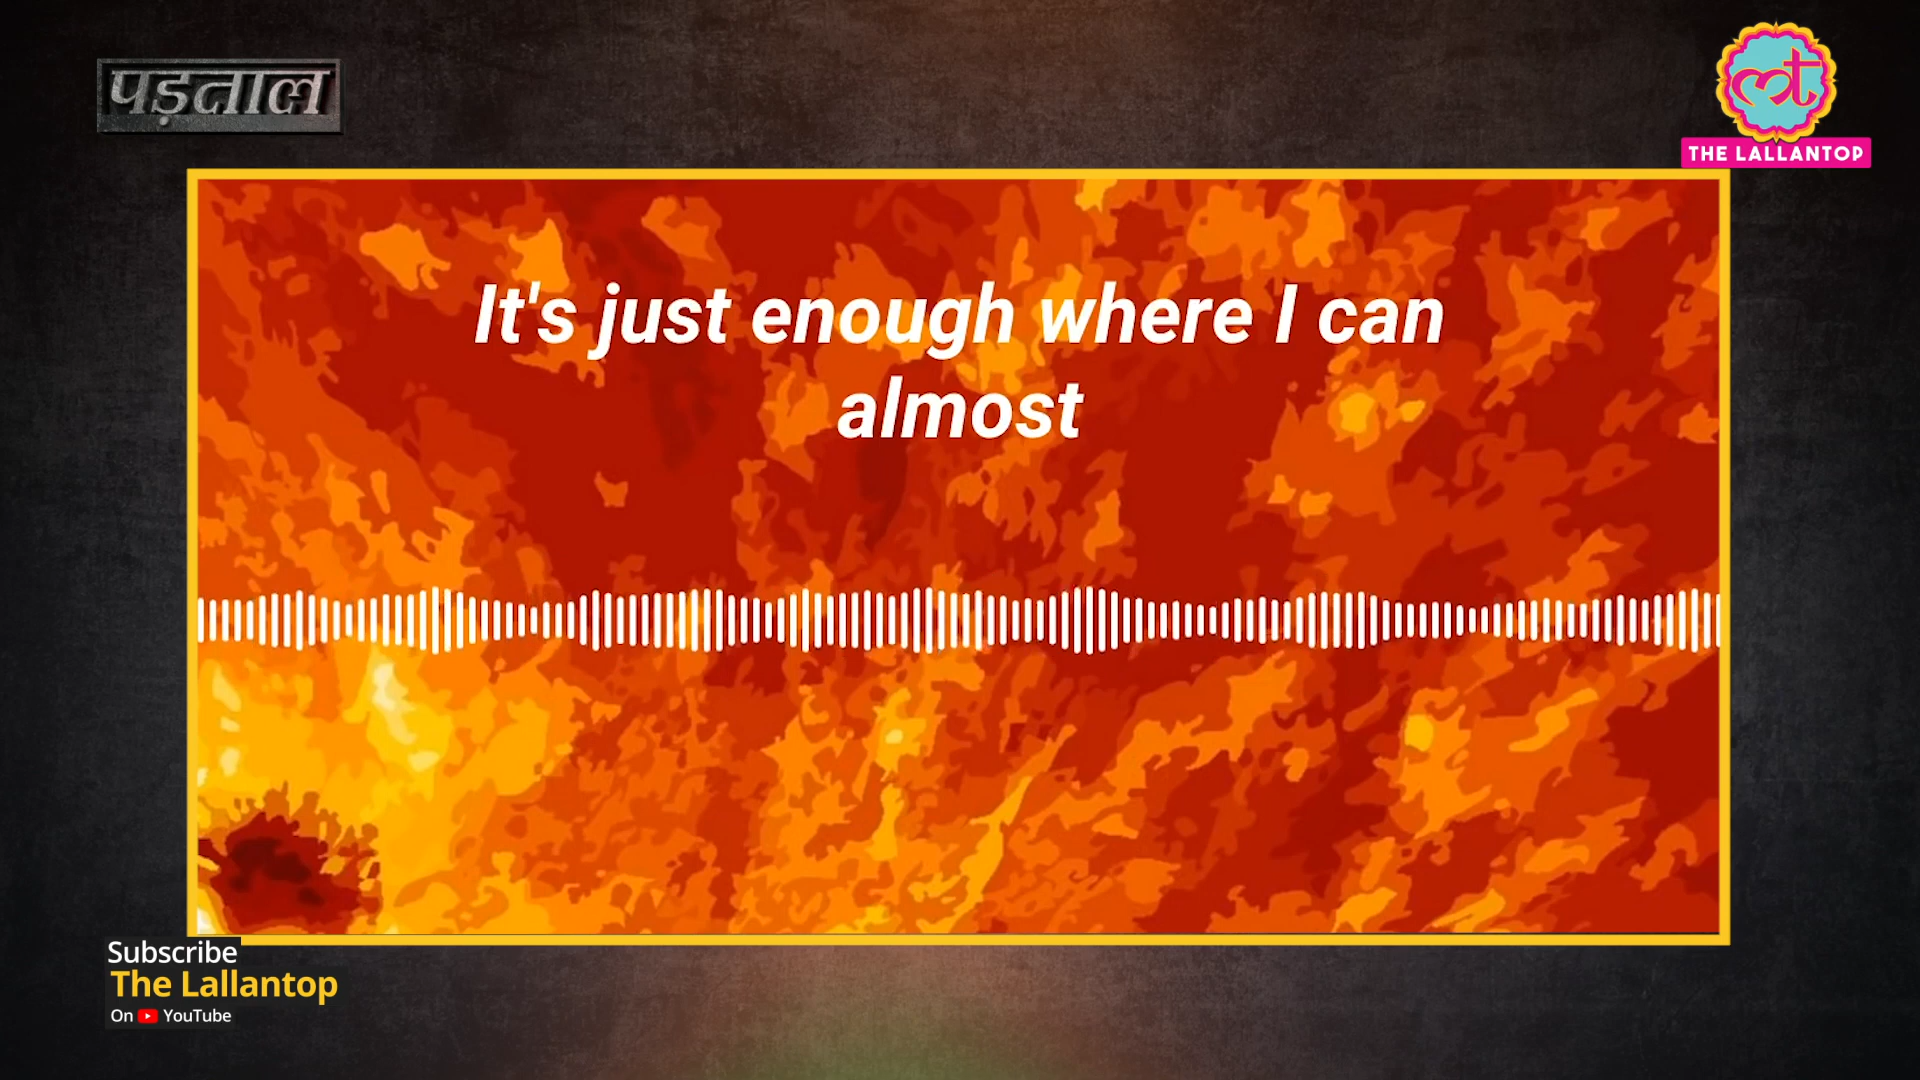 पड़ताल
THE LALLANTOP
It's just enough where I can
almost
Subscribe
The Lallantop
On YouTube